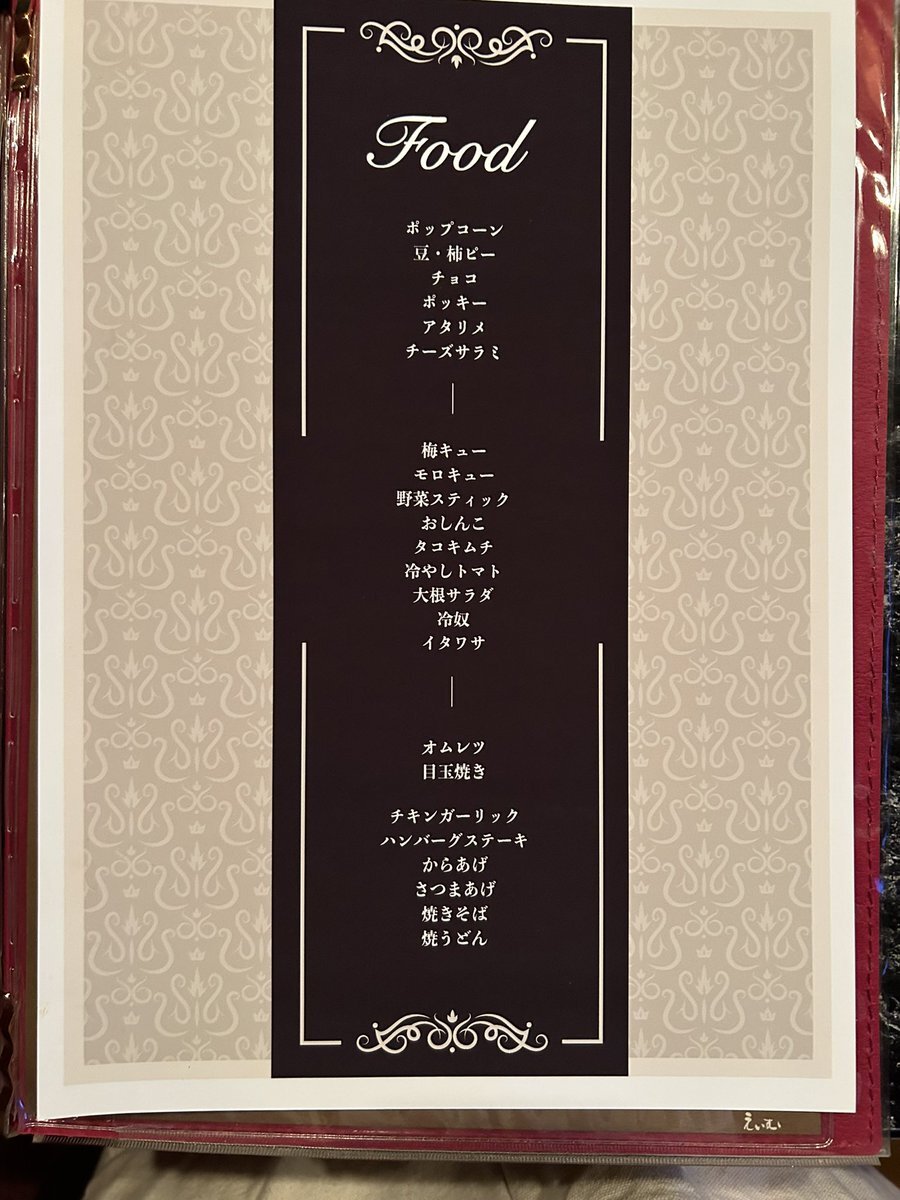 Food
ポップコーン
豆・柿ピー
チョコ
ポッキー
アタリメ
チーズサラミ
梅キュー
モロキュー
野菜スティック
おしんこ
タコキムチ
冷やしトマト
大根サラダ
冷奴
イタワサ
オムレツ
目玉焼き
チキンガーリック
ハンバーグステーキ
からあげ
さつまあげ
焼きそば
焼うどん
えいむ